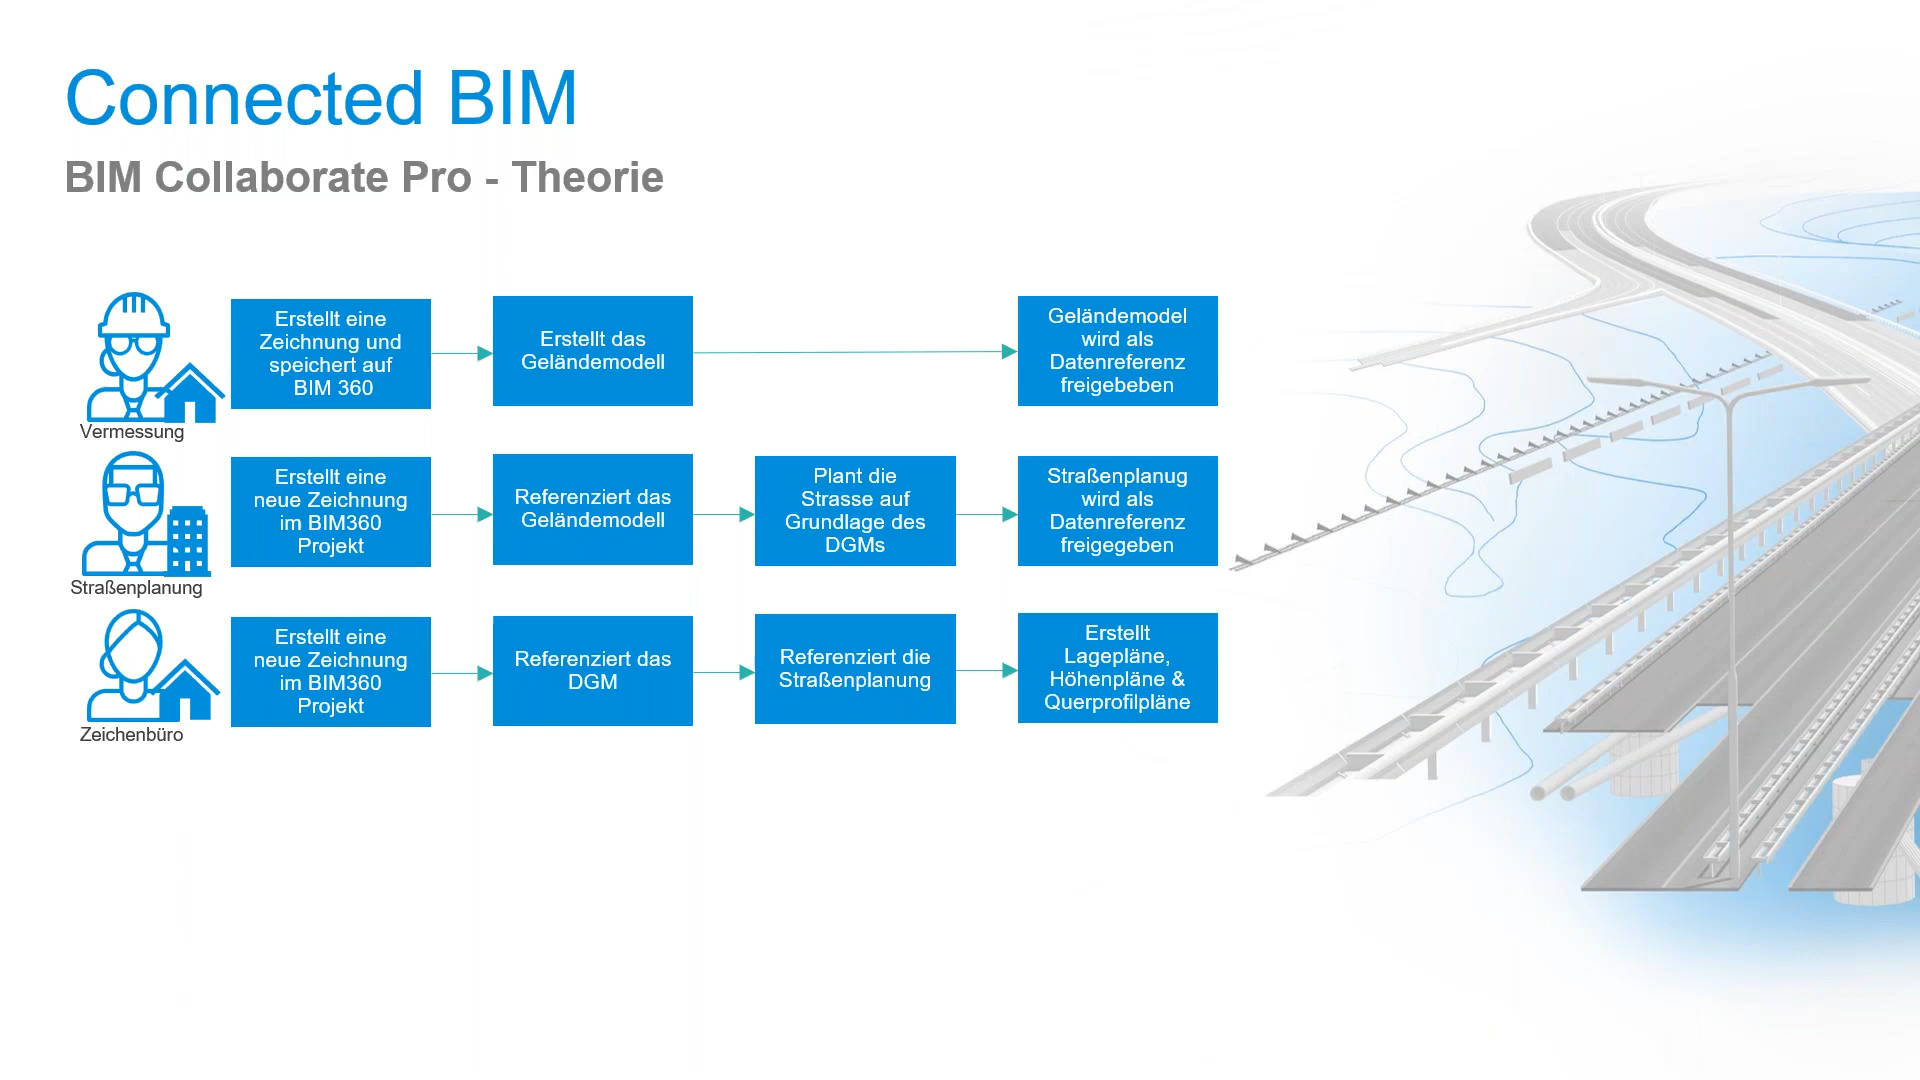 Connected BIM
BIM Collaborate Pro - Theorie
Erstellt eine
Zeichnung und
speichert auf
BIM 360
Erstellt das
Geländemodell
Geländemodel
wird als
Datenreferenz
freigebeben
Vermessung
Erstellt eine
neue Zeichnung
im BIM360
Projekt
Referenziert das
Geländemodell
Plant die
Strasse auf
Grundlage des
DGMs
Straßenplanug
wird als
Datenreferenz
freigegeben
Straßenplanung
Erstellt eine
neue Zeichnung
im BIM360
Projekt
Referenziert das
DGM
Referenziert die
Straßenplanung
Erstellt
Lagepläne,
Höhenpläne &
Querprofilpläne
Zeichenbüro